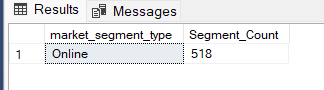 Results Messages
market_segment_type Segment_Count
1 Online 518